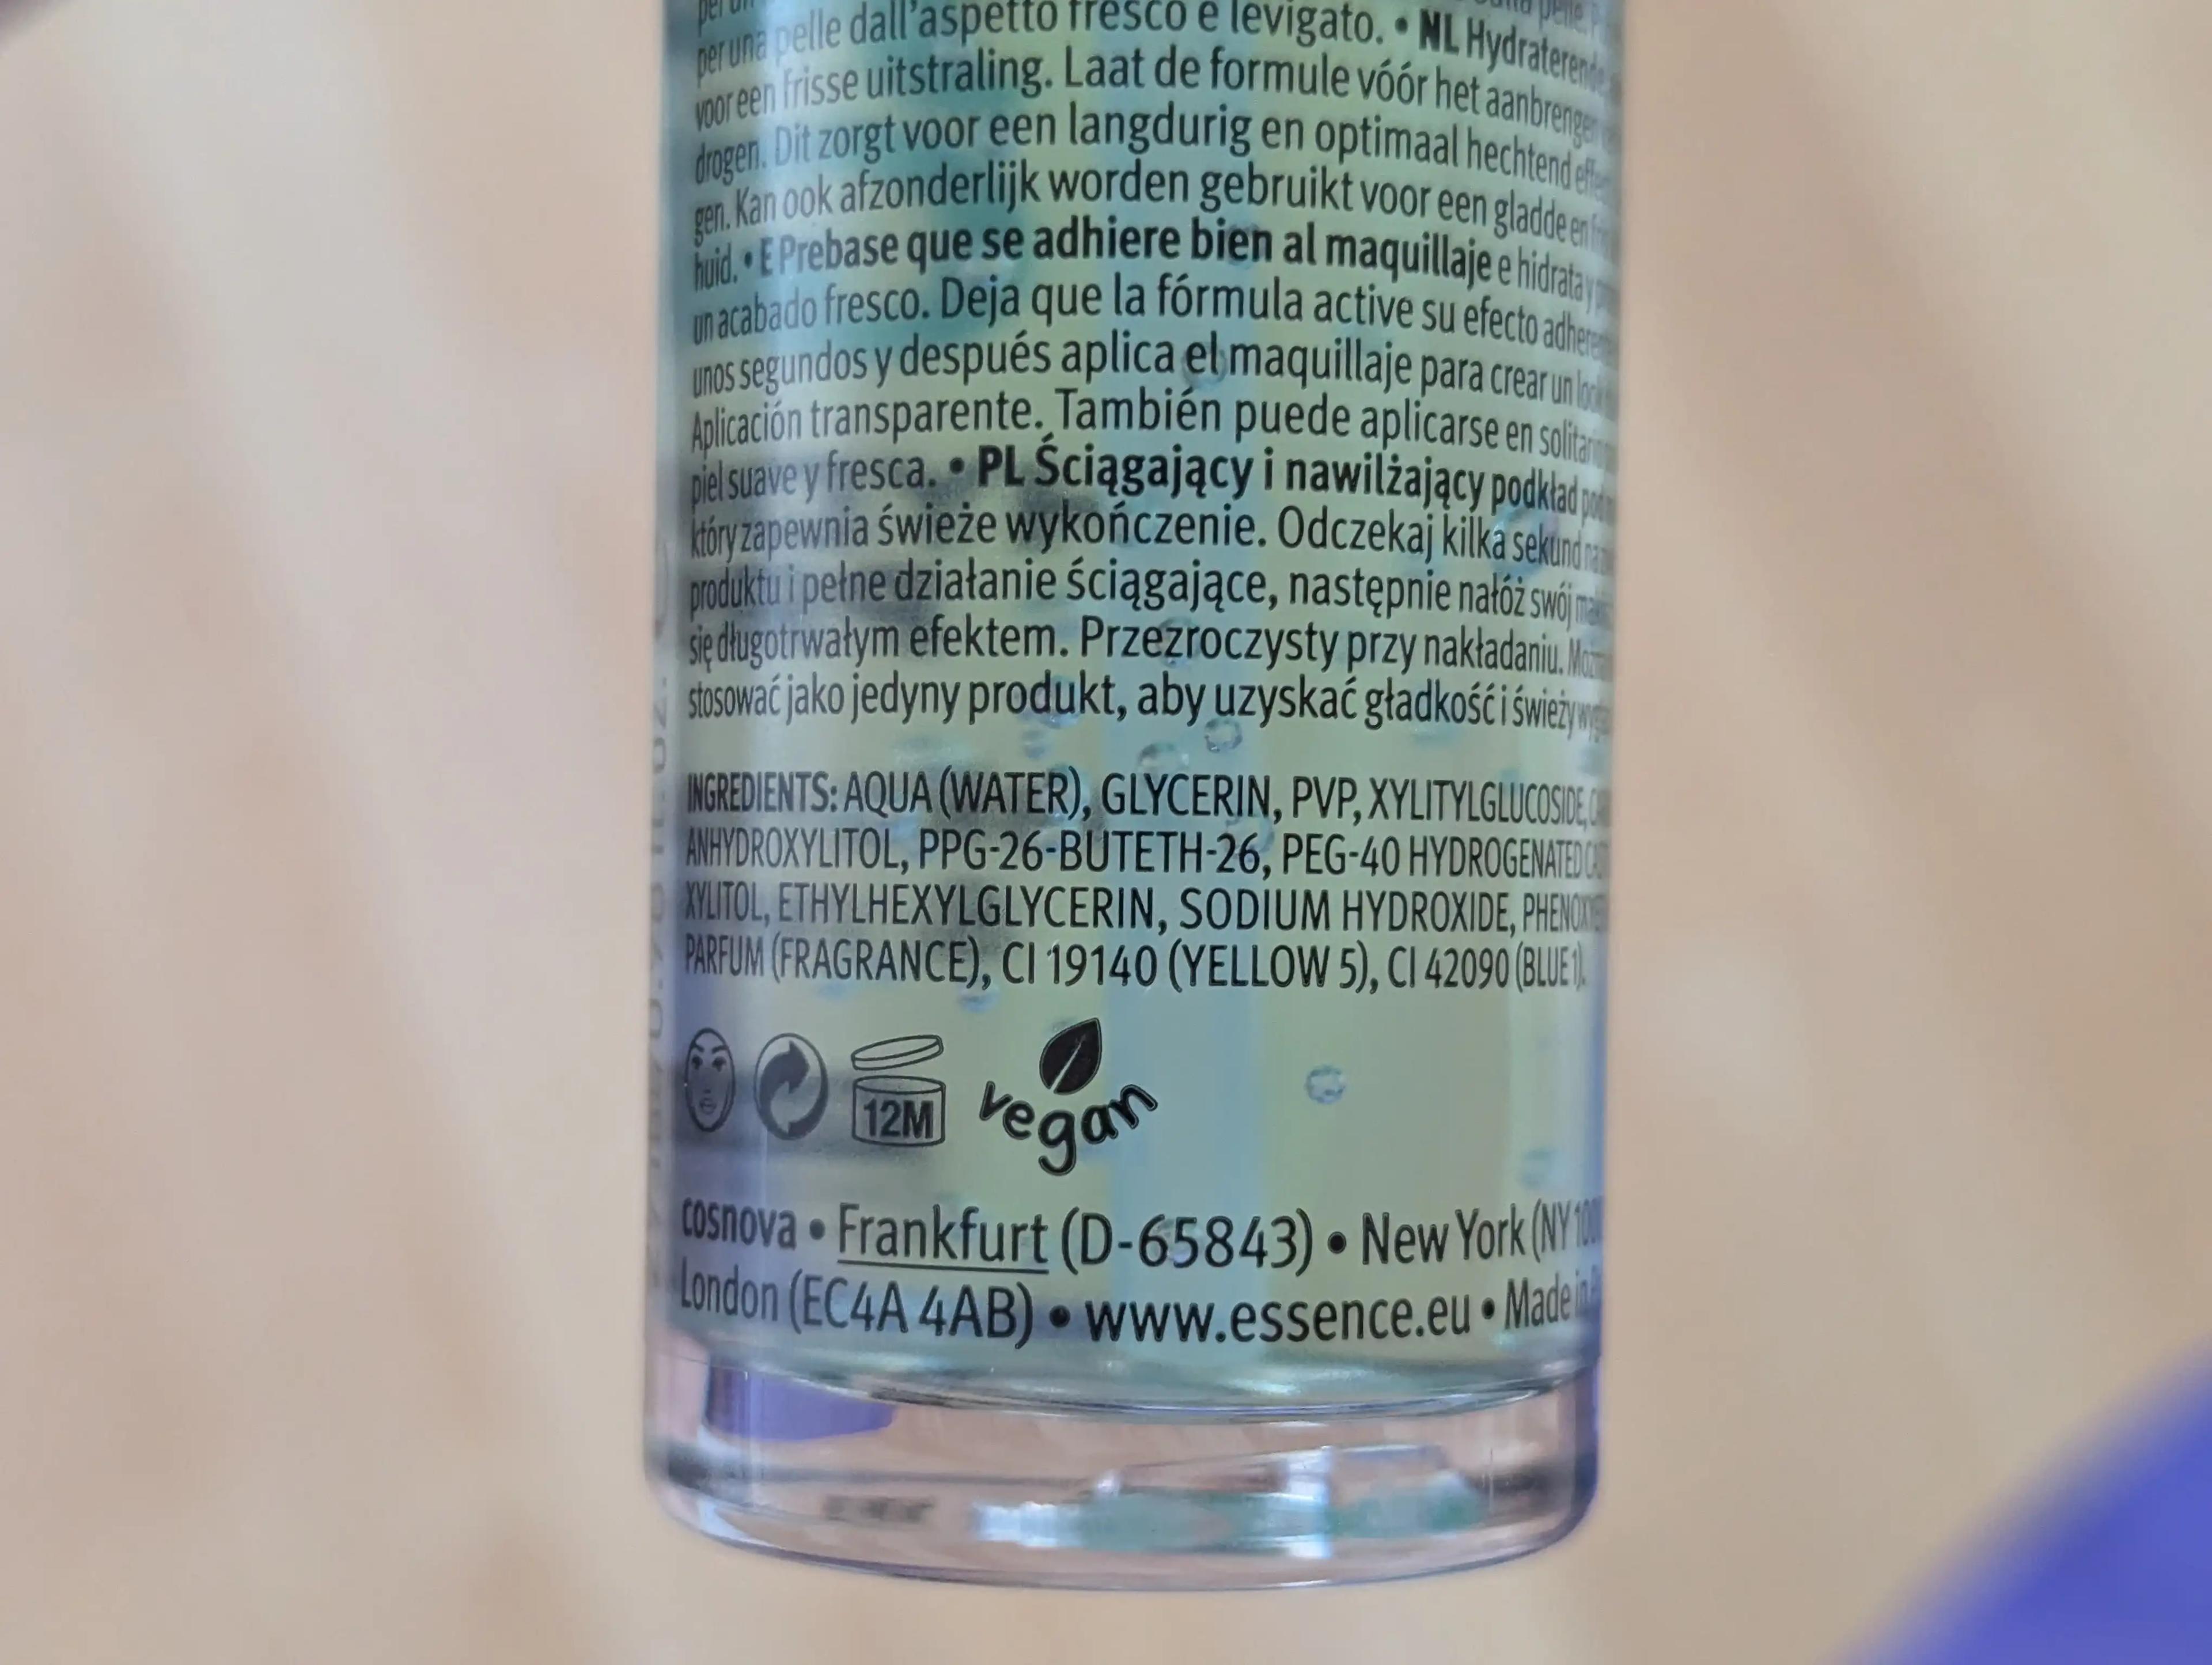 per una pelle dall'aspetto fresco e levigato. • NL Hydraterende
voor een frisse uitstraling. Laat de formule vóór het aanbrengen
drogen. Dit zorgt voor een langdurig en optimaal hechtend
gen. Kan ook afzonderlijk worden gebruikt voor een gladde en
huid. • E Prebase que se adhiere bien al maquillaje e hidrata y
un acabado fresco. Deja que la fórmula active su efecto
unos segundos y después aplica el maquillaje para crear un
Aplicación transparente. También puede aplicarse en
piel suave y fresca. • PL Ściągający i nawilżający podkład
który zapewnia świeże wykończenie. Odczekaj kilka sekund na
produktu i pełne działanie ściągające, następnie nałóż swój
się długotrwałym efektem. Przezroczysty przy nakładaniu.
stosować jako jedyny produkt, aby uzyskać gładkość i świeży
INGREDIENTS: AQUA (WATER), GLYCERIN, PVP, XYLITYLGLUCOSIDE,
ANHYDROXYLITOL, PPG-26-BUTETH-26, PEG-40 HYDROGENATED
XYLITOL, ETHYLHEXYLGLYCERIN, SODIUM HYDROXIDE,
PARFUM (FRAGRANCE), CI 19140 (YELLOW 5), CI 42090 (BLUE 1).
12M
vegan
cosnova • Frankfurt (D-65843) • New York (NY
London (EC4A 4AB) • www.essence.eu • Made in